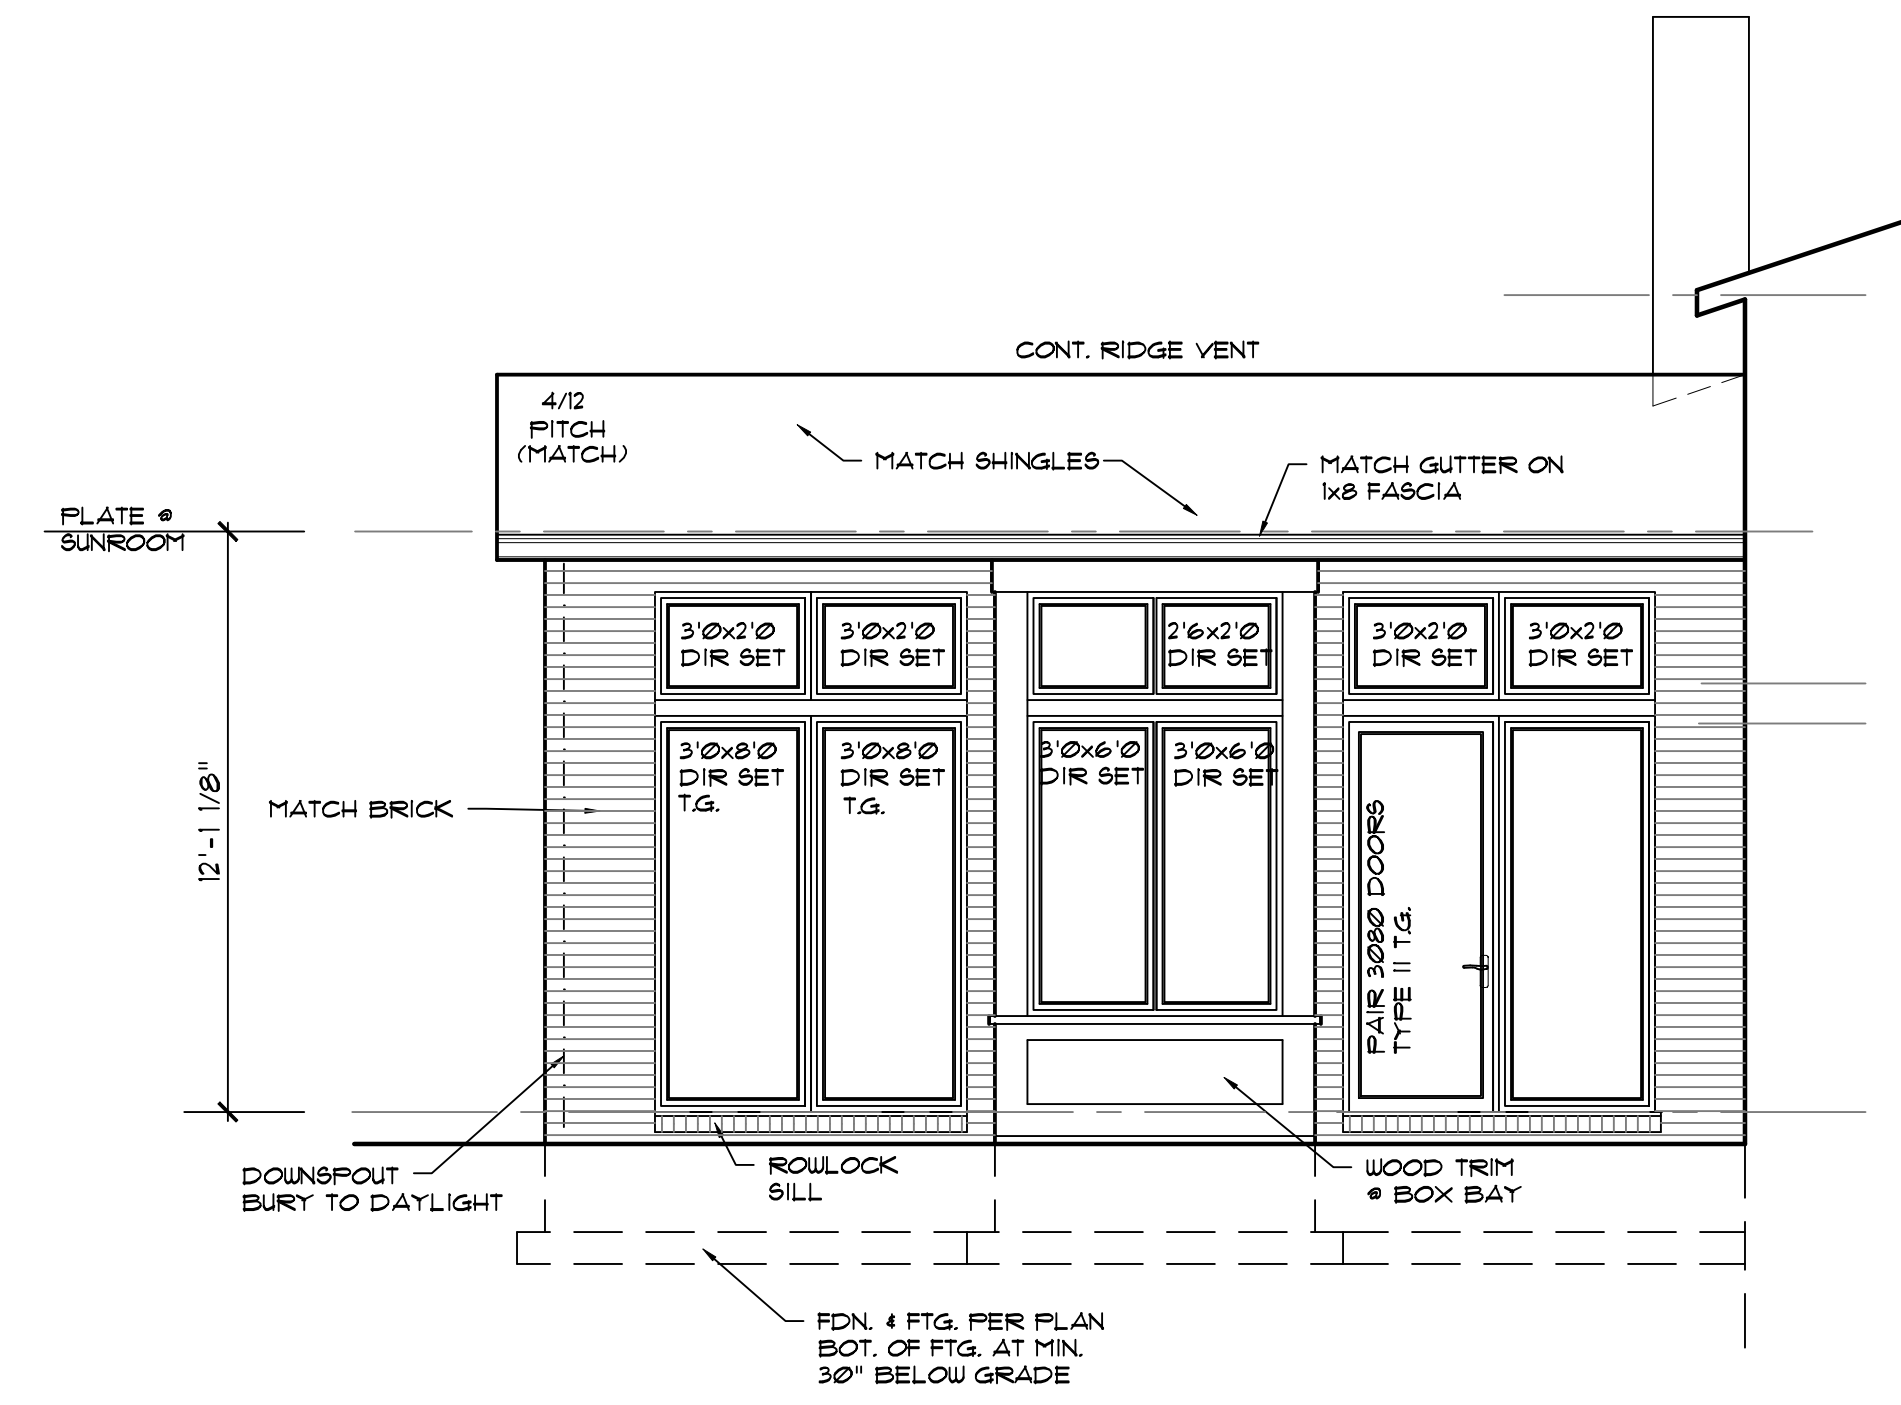 CONT. RIDGE VENT
4/12
PITCH
(MATCH)
MATCH SHINGLES
MATCH GUTTER ON
1x8 FASCIA
PLATE @
SUNROOM
3'0x2'0
DIR SET
3'0x2'0
DIR SET
2'6x2'0
DIR SET
3'0x2'0
DIR SET
3'0x2'0
DIR SET
3'0x8'0
DIR SET
T.G.
3'0x8'0
DIR SET
T.G.
3'0x6'0
DIR SET
3'0x6'0
DIR SET
12'-1 1/8"
MATCH BRICK
PAIR 3080 DOORS
TYPE II T.G.
DOWNSPOUT
BURY TO DAYLIGHT
ROWLOCK
SILL
WOOD TRIM
@ BOX BAY
FDN. & FTG. PER PLAN
BOT. OF FTG. AT MIN.
30" BELOW GRADE